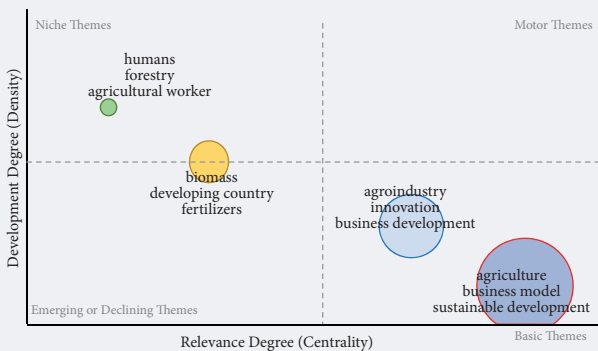 Niche Themes
Motor Themes
humans
forestry
agricultural worker
biomass
developing country
fertilizers
agroindustry
innovation
business development
agriculture
business model
sustainable development
Emerging or Declining Themes
Basic Themes
Development Degree (Density)
Relevance Degree (Centrality)